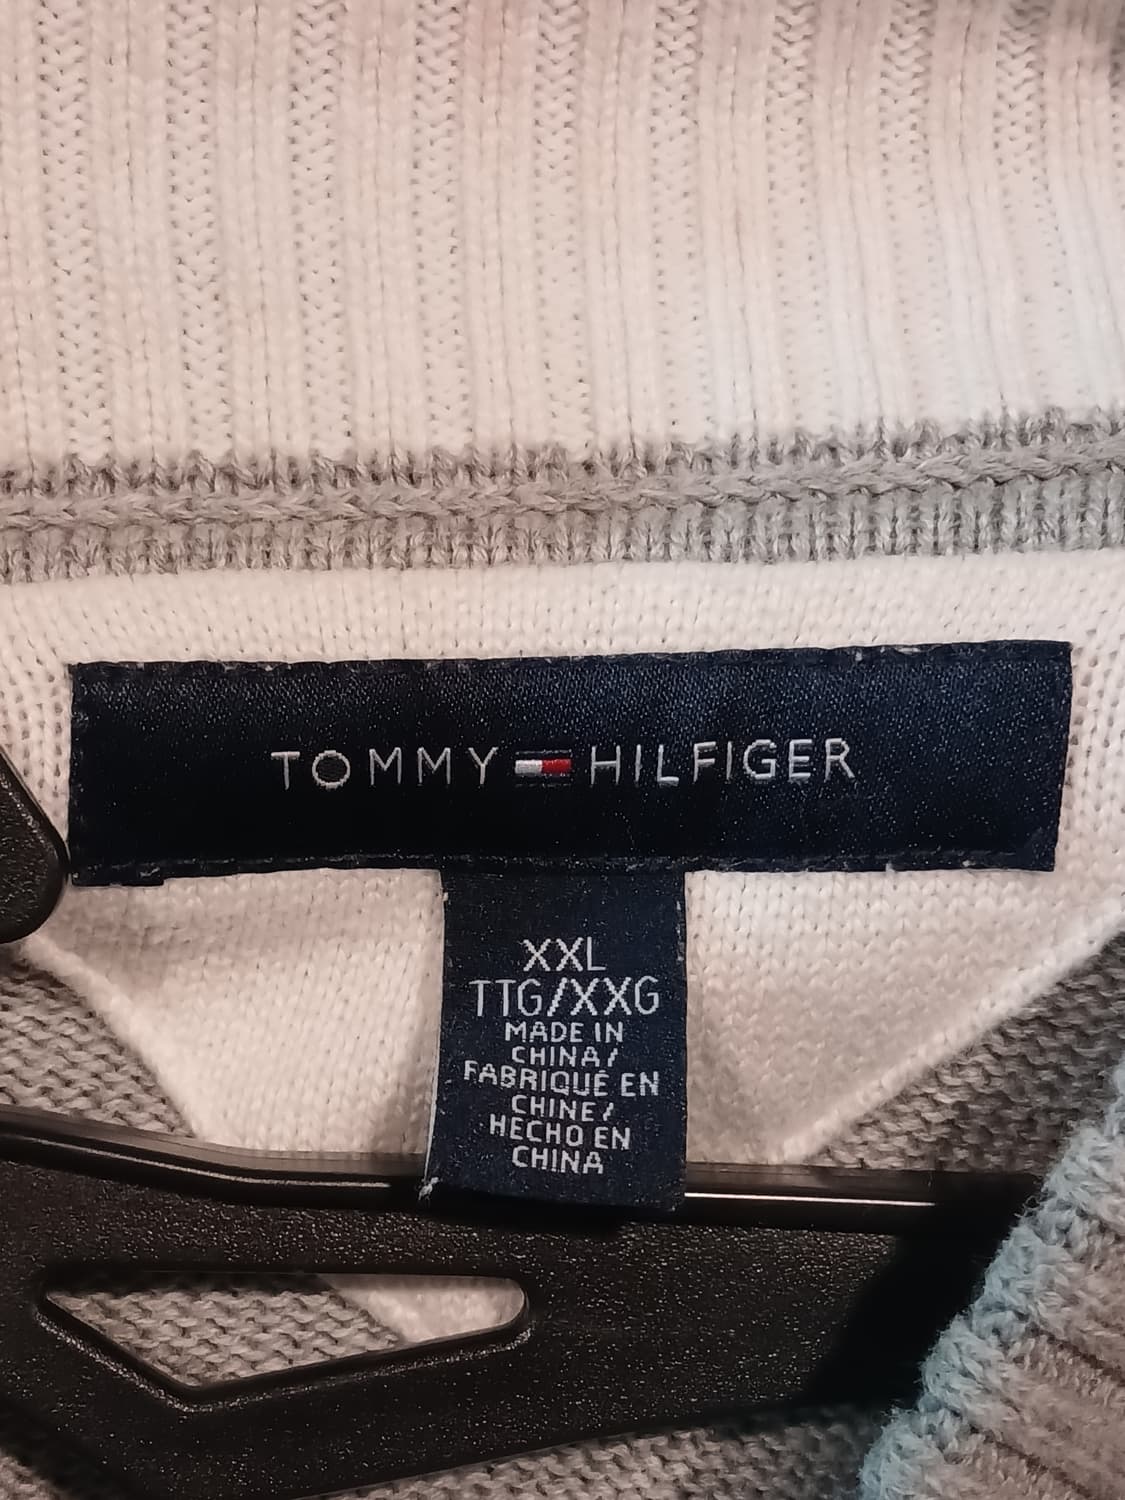 TOMMY HILFIGER
XXL
TTG/XXG
MADE IN
CHINA/
FABRIQUÉ EN
CHINE/
HECHO EN
CHINA